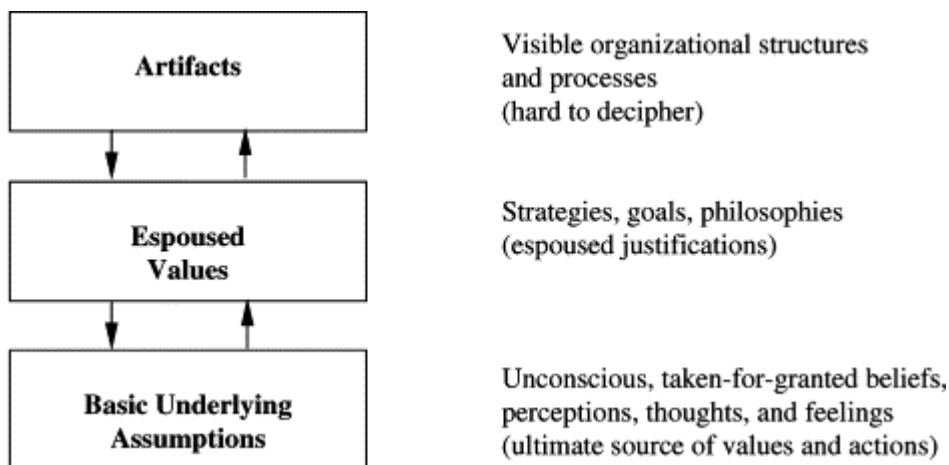 Artifacts
Visible organizational structures
and processes
(hard to decipher)
Espoused
Values
Strategies, goals, philosophies
(espoused justifications)
Basic Underlying
Assumptions
Unconscious, taken-for-granted beliefs,
perceptions, thoughts, and feelings
(ultimate source of values and actions)